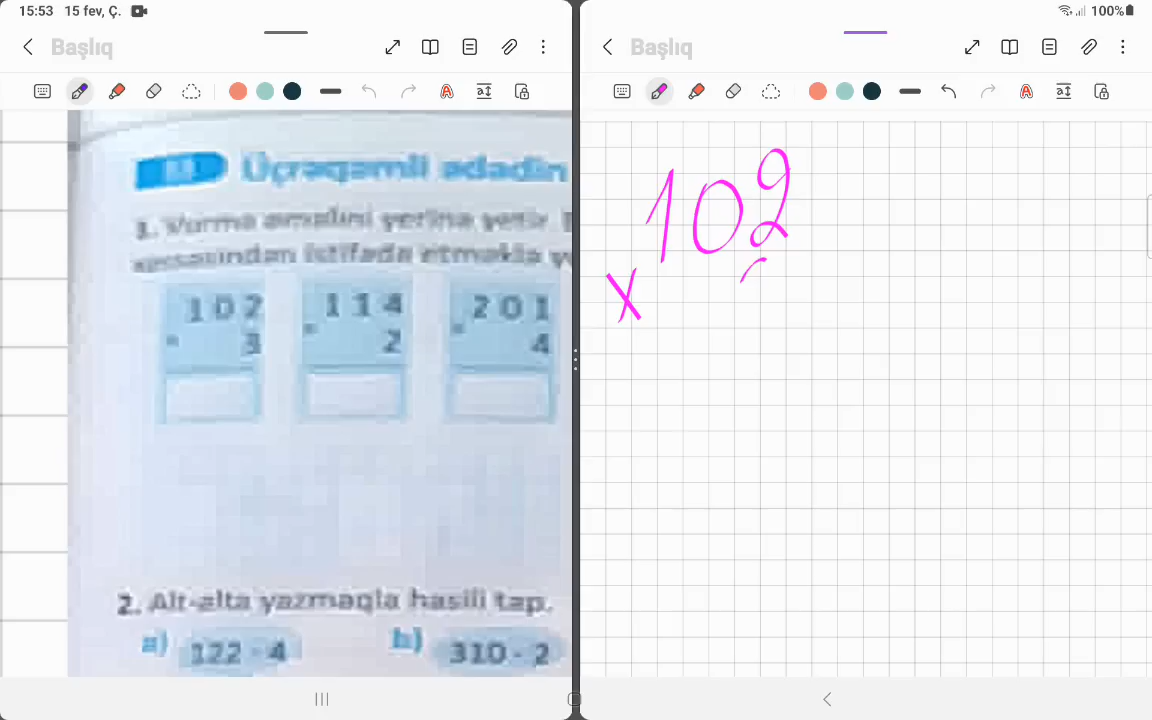 15:53 15 fev, Ç. 100%
Başlıq
Başlıq
Üçrəqəmli ədədin
1. Vurma əməlini yerinə yetir.
istifadə etməklə
102 114 201
· 3 · 2 · 4
2. Alt-alta yazmaqla hasili tap.
a) 122 · 4 b) 310 · 2
102
x